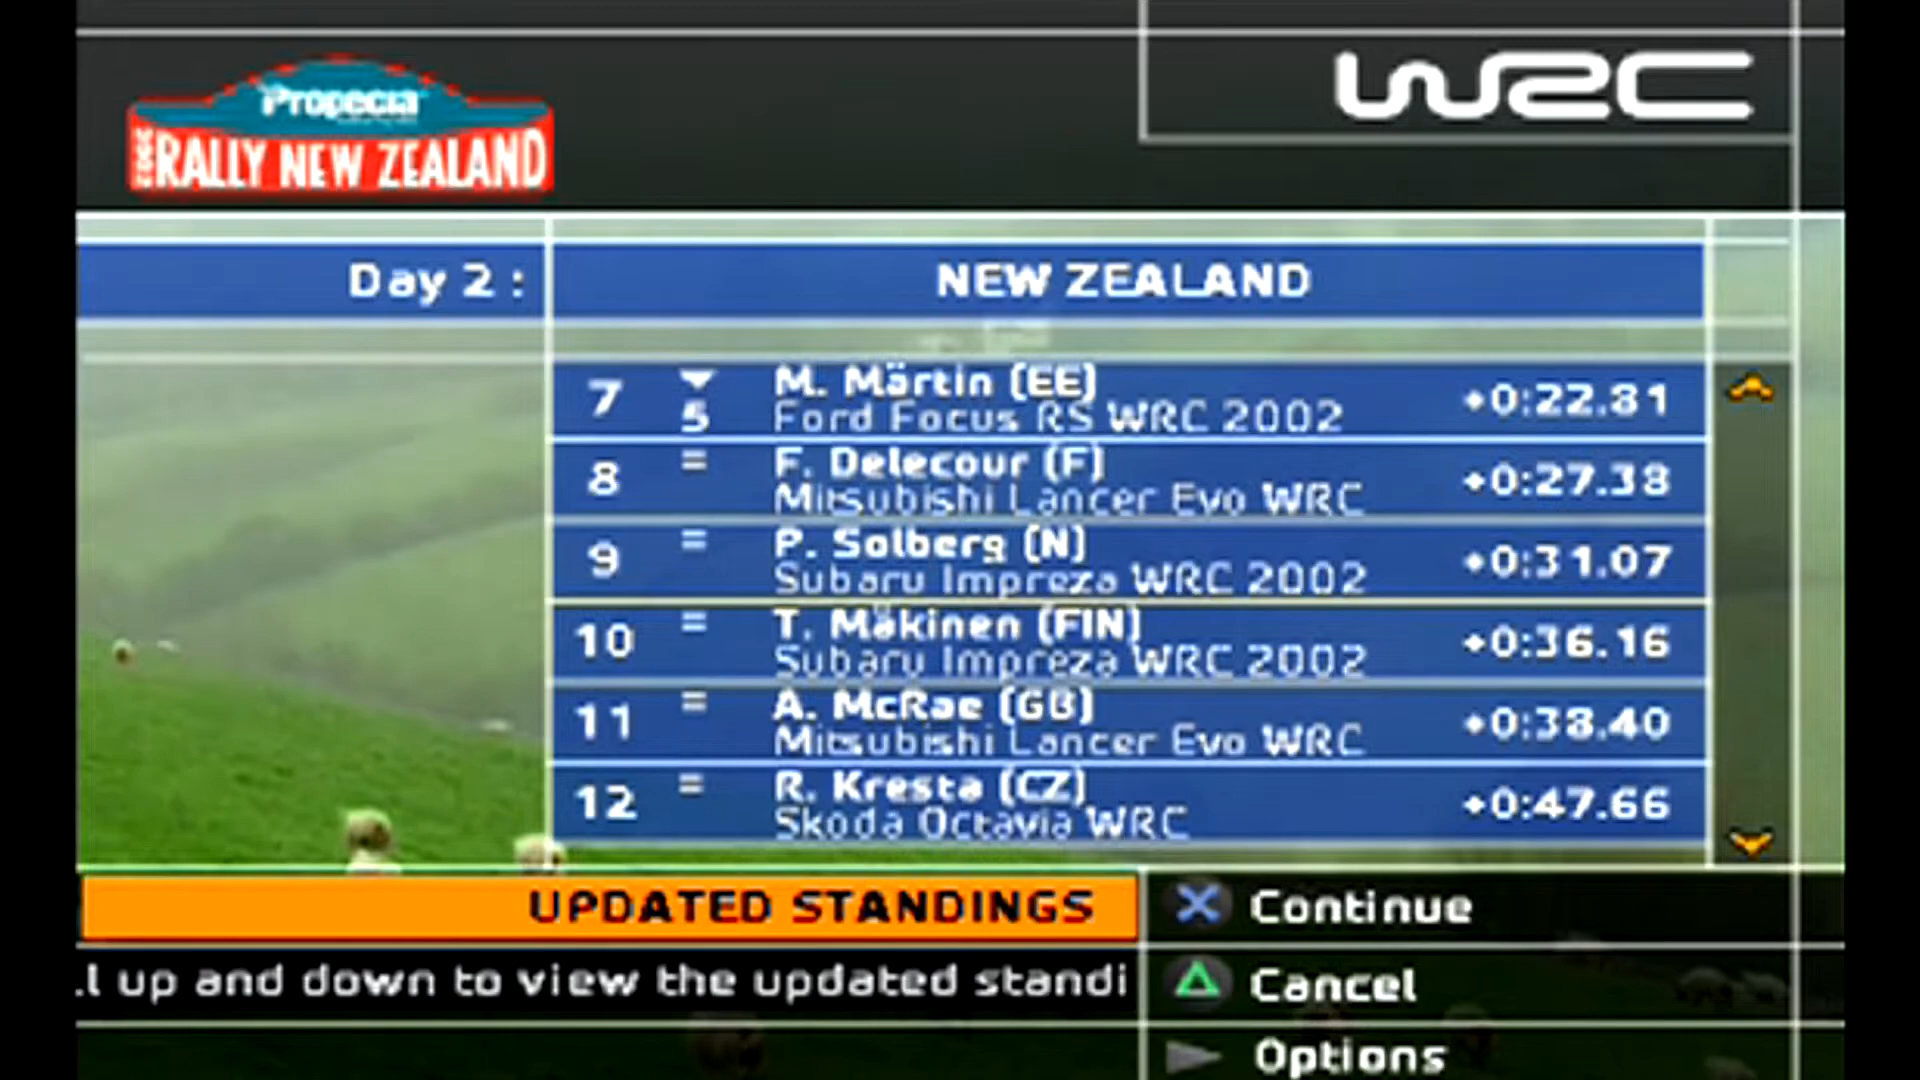 Propecia
2002 RALLY NEW ZEALAND
WRC
Day 2 :
NEW ZEALAND
7 5 M. Märtin (EE) +0:22.81
Ford Focus RS WRC 2002
8 = F. Delecour (F) +0:27.38
Mitsubishi Lancer Evo WRC
9 = P. Solberg (N) +0:31.07
Subaru Impreza WRC 2002
10 = T. Mäkinen (FIN) +0:36.16
Subaru Impreza WRC 2002
11 = A. McRae (GB) +0:38.40
Mitsubishi Lancer Evo WRC
12 = R. Kresta (CZ) +0:47.66
Skoda Octavia WRC
UPDATED STANDINGS
Continue
.l up and down to view the updated standi
Cancel
Options